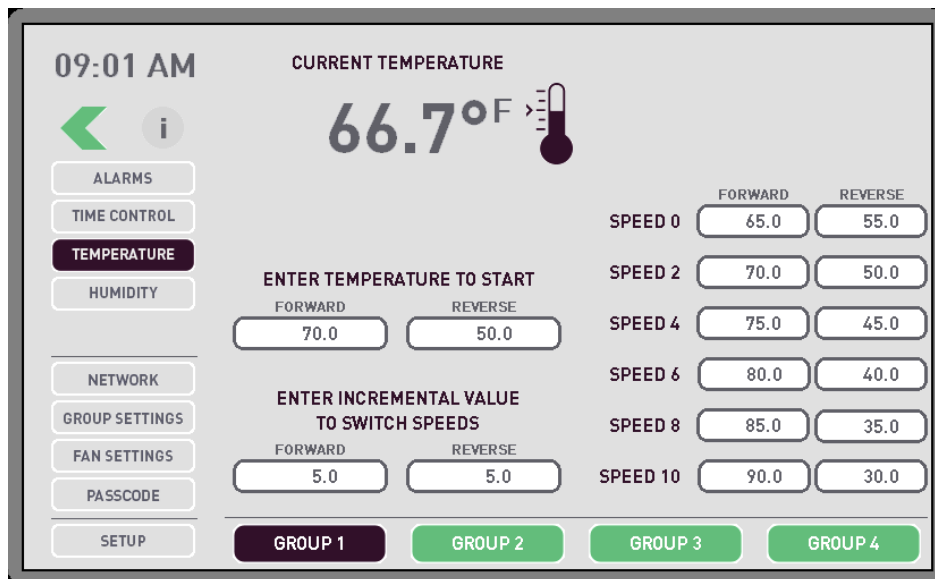 09:01 AM
i
ALARMS
TIME CONTROL
TEMPERATURE
HUMIDITY
NETWORK
GROUP SETTINGS
FAN SETTINGS
PASSCODE
SETUP
CURRENT TEMPERATURE
66.7°F
ENTER TEMPERATURE TO START
FORWARD REVERSE
70.0 50.0
ENTER INCREMENTAL VALUE
TO SWITCH SPEEDS
FORWARD REVERSE
5.0 5.0
FORWARD REVERSE
SPEED 0 65.0 55.0
SPEED 2 70.0 50.0
SPEED 4 75.0 45.0
SPEED 6 80.0 40.0
SPEED 8 85.0 35.0
SPEED 10 90.0 30.0
GROUP 1 GROUP 2 GROUP 3 GROUP 4